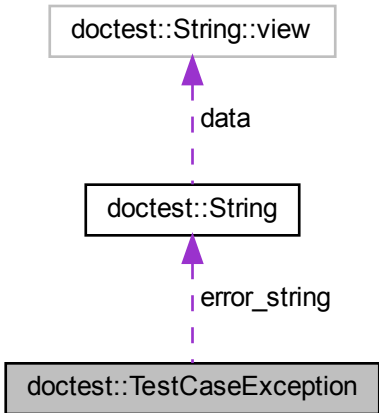 doctest::String::view
data
doctest::String
error_string
doctest::TestCaseException